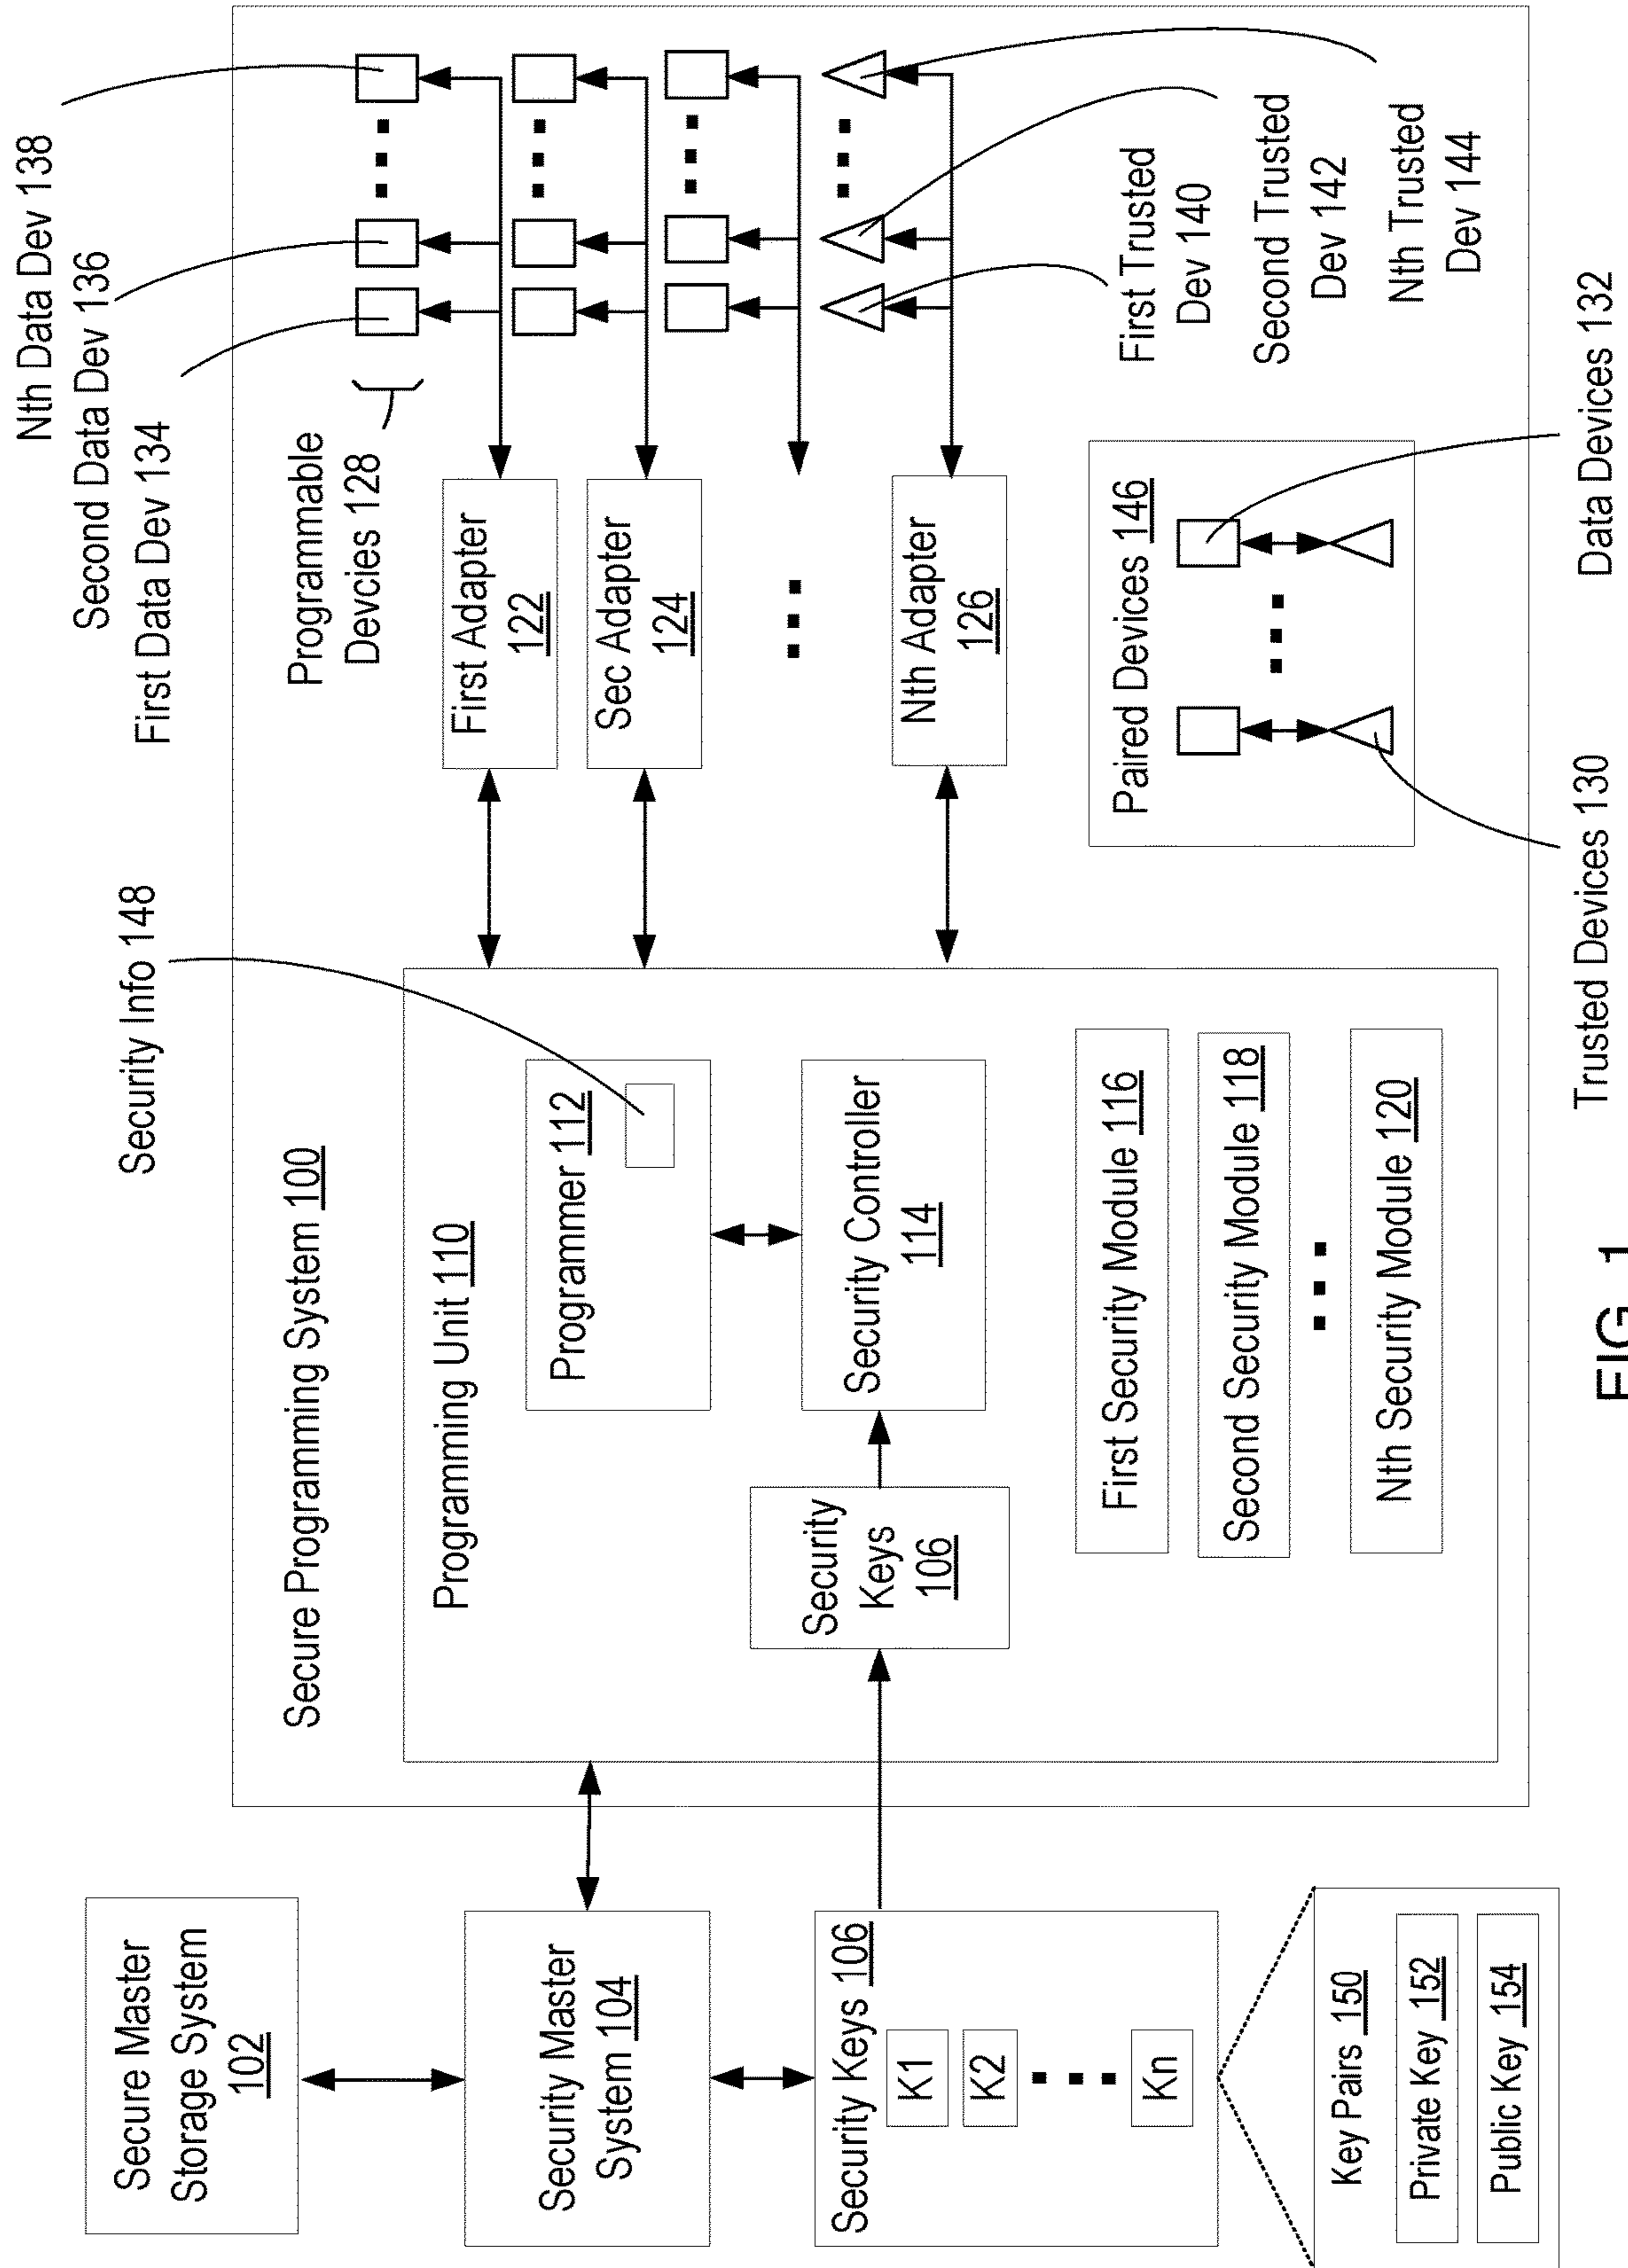 Secure Master
Storage System
102
Security Master
System 104
Security Keys 106
K1
K2
Kn
Key Pairs 150
Private Key 152
Public Key 154
Secure Programming System 100
Programming Unit 110
Security Info 148
Programmer 112
Security
Keys
106
Security Controller
114
First Security Module 116
Second Security Module 118
Nth Security Module 120
Nth Data Dev 138
Second Data Dev 136
First Data Dev 134
Programmable
Devcies 128
First Adapter
122
Sec Adapter
124
Nth Adapter
126
First Trusted
Dev 140
Second Trusted
Dev 142
Nth Trusted
Dev 144
Paired Devices 146
Trusted Devices 130
Data Devices 132
FIG. 1